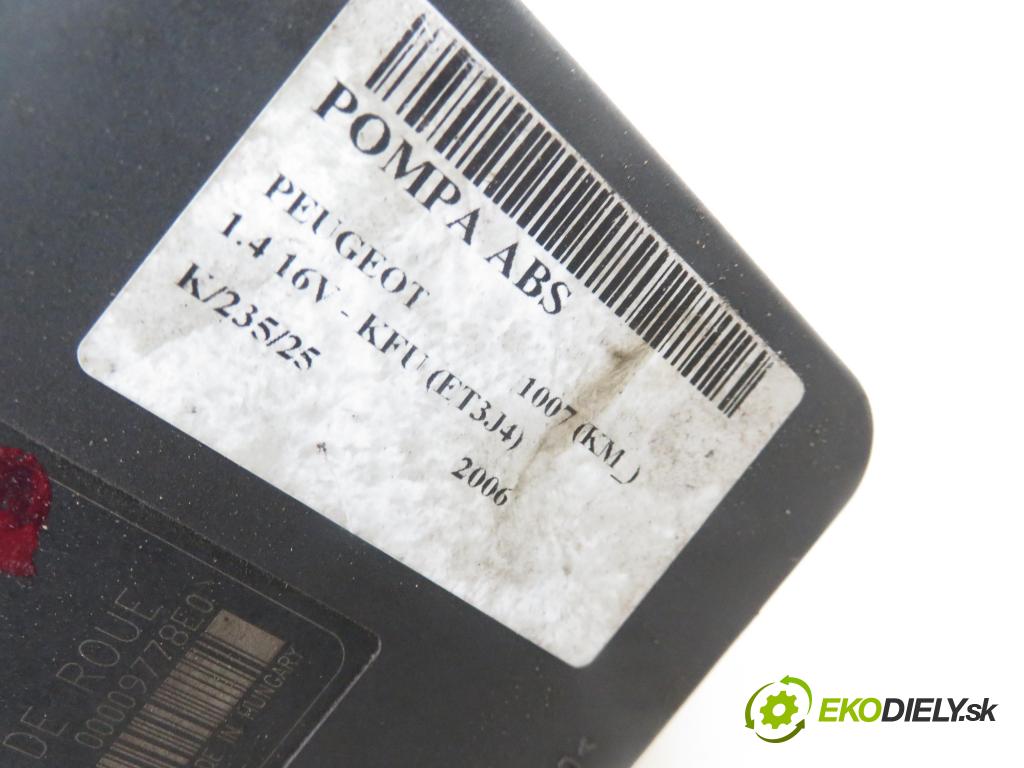 POMPA ABS
PEUGEOT 1007 (KM_)
1.4 16V - KFU (ET3J4) 2006
K/235/25
DE ROUE
00009778E0
DE IN HUNGARY
EKODIELY.sk